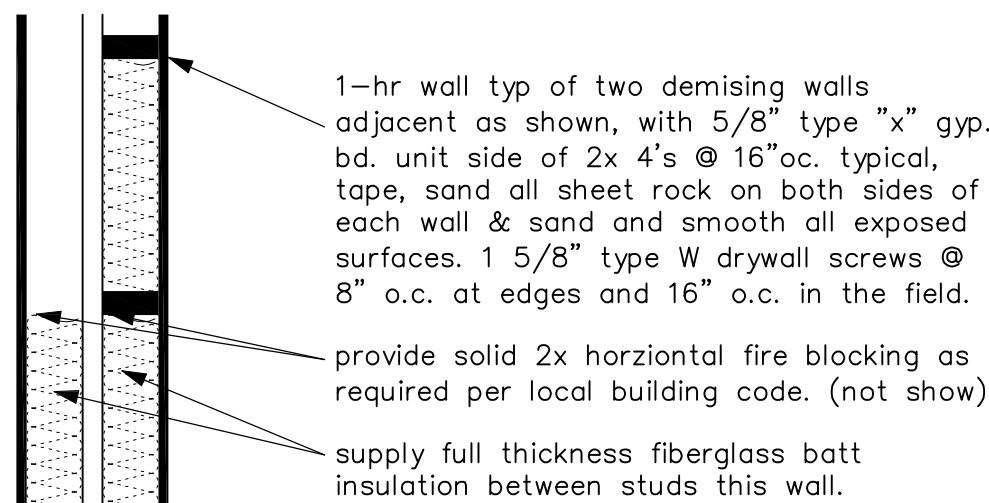 1-hr wall typ of two demising walls
adjacent as shown, with 5/8" type "x" gyp.
bd. unit side of 2x 4's @ 16"oc. typical,
tape, sand all sheet rock on both sides of
each wall & sand and smooth all exposed
surfaces. 1 5/8" type W drywall screws @
8" o.c. at edges and 16" o.c. in the field.
provide solid 2x horziontal fire blocking as
required per local building code. (not show)
supply full thickness fiberglass batt
insulation between studs this wall.